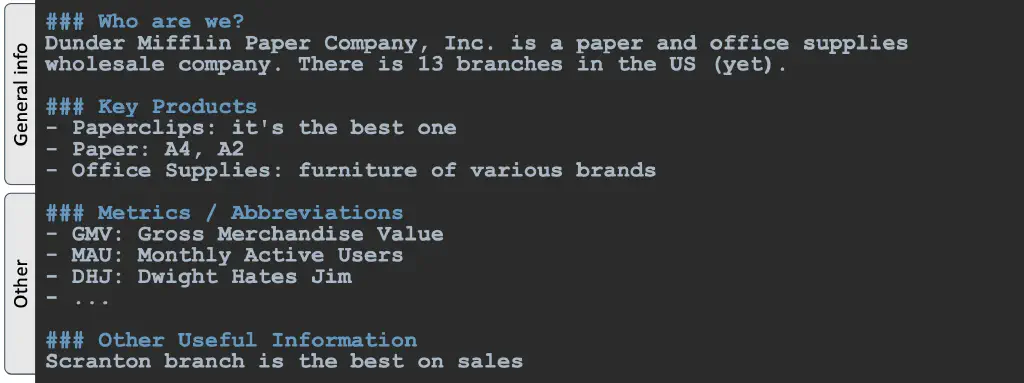 General info
### Who are we?
Dunder Mifflin Paper Company, Inc. is a paper and office supplies
wholesale company. There is 13 branches in the US (yet).
### Key Products
- Paperclips: it's the best one
- Paper: A4, A2
- Office Supplies: furniture of various brands
Other
### Metrics / Abbreviations
- GMV: Gross Merchandise Value
- MAU: Monthly Active Users
- DHJ: Dwight Hates Jim
- ...
### Other Useful Information
Scranton branch is the best on sales